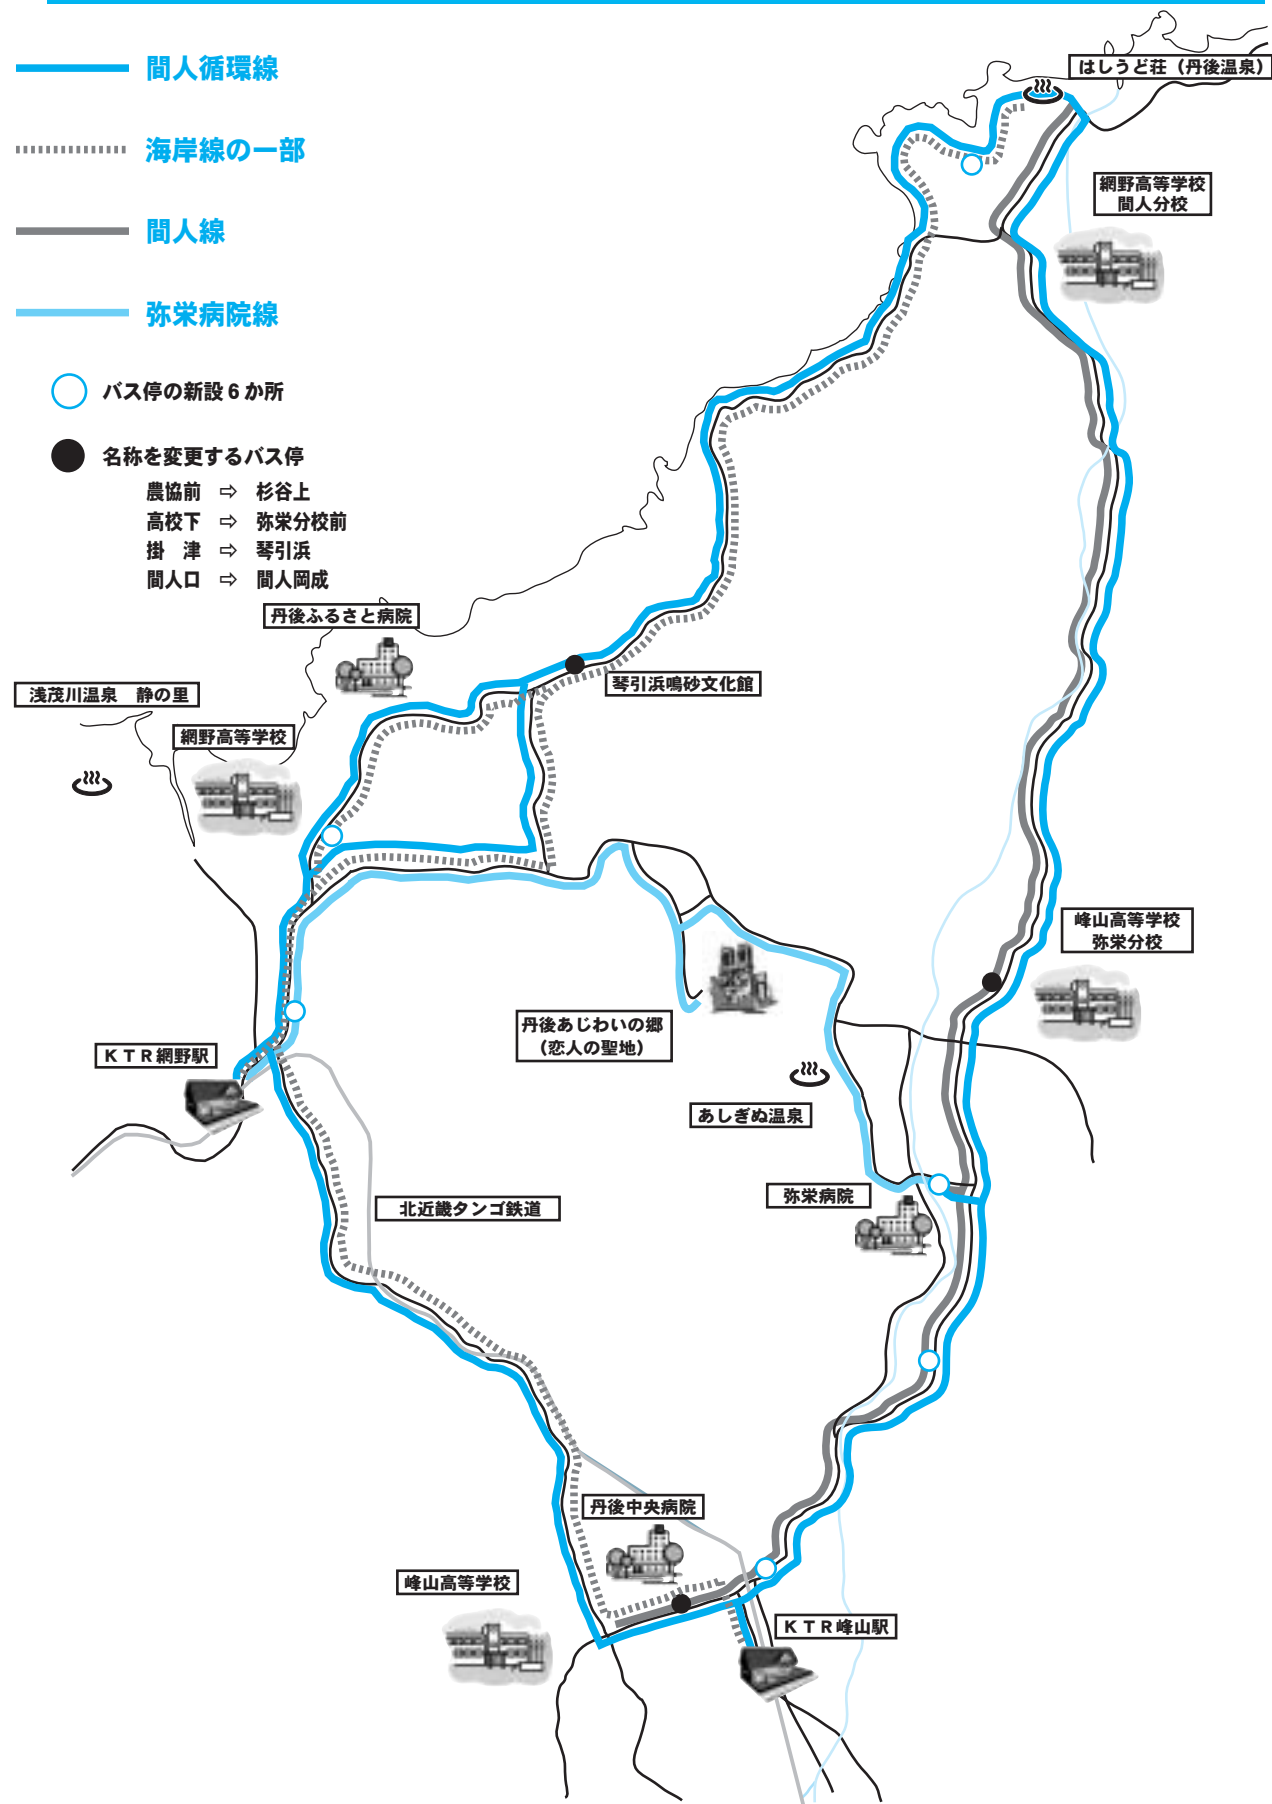 間人循環線
海岸線の一部
間人線
弥栄病院線
バス停の新設6か所
名称を変更するバス停
農協前 ⇨ 杉谷上
高校下 ⇨ 弥栄分校前
掛 津 ⇨ 琴引浜
間人口 ⇨ 間人岡成
はしうど荘（丹後温泉）
網野高等学校
間人分校
丹後ふるさと病院
琴引浜鳴砂文化館
浅茂川温泉 静の里
網野高等学校
峰山高等学校
弥栄分校
丹後あじわいの郷
（恋人の聖地）
KTR網野駅
あしぎぬ温泉
弥栄病院
北近畿タンゴ鉄道
丹後中央病院
峰山高等学校
KTR峰山駅